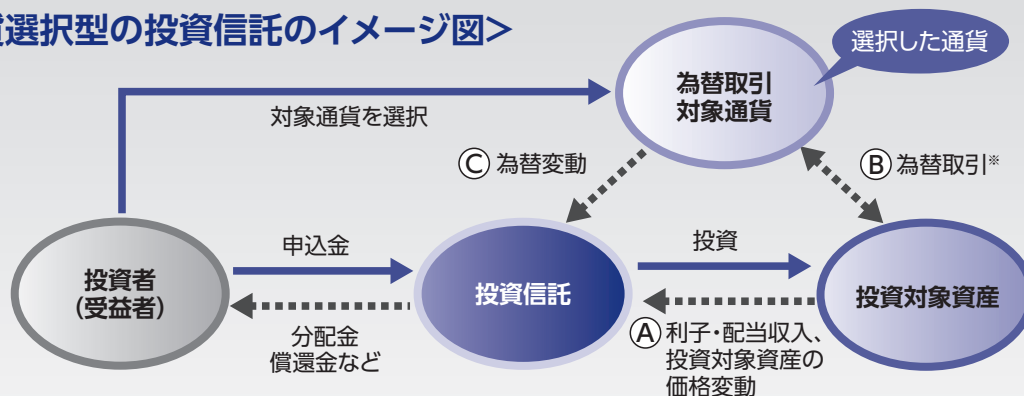 選択型の投資信託のイメージ図>
選択した通貨
為替取引
対象通貨
対象通貨を選択
Ⓒ 為替変動
Ⓑ 為替取引※
申込金
投資
投資者
(受益者)
投資信託
投資対象資産
分配金
償還金など
Ⓐ 利子・配当収入、
投資対象資産の
価格変動